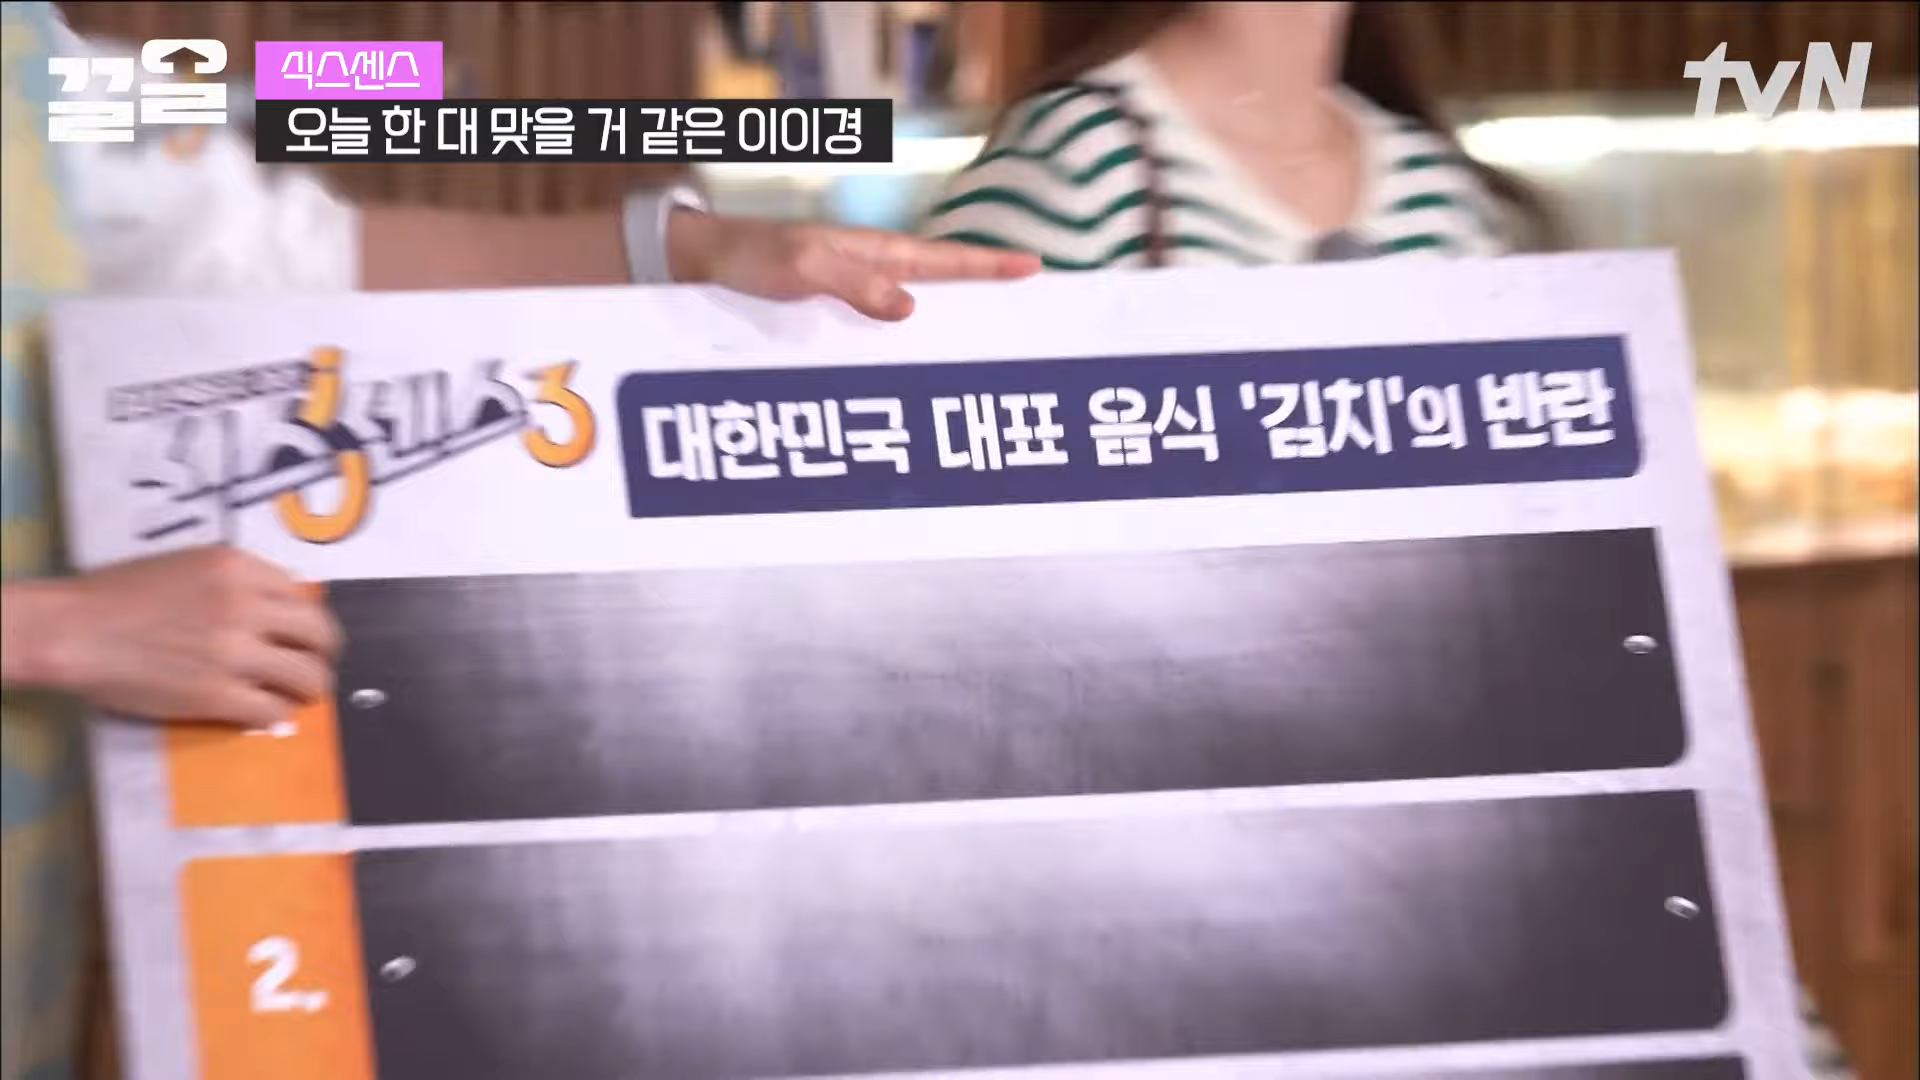 끌올
식스센스
오늘 한 대 맞을 거 같은 이이경
tvN
식스센스3
대한민국 대표 음식 '김치'의 반란
2.